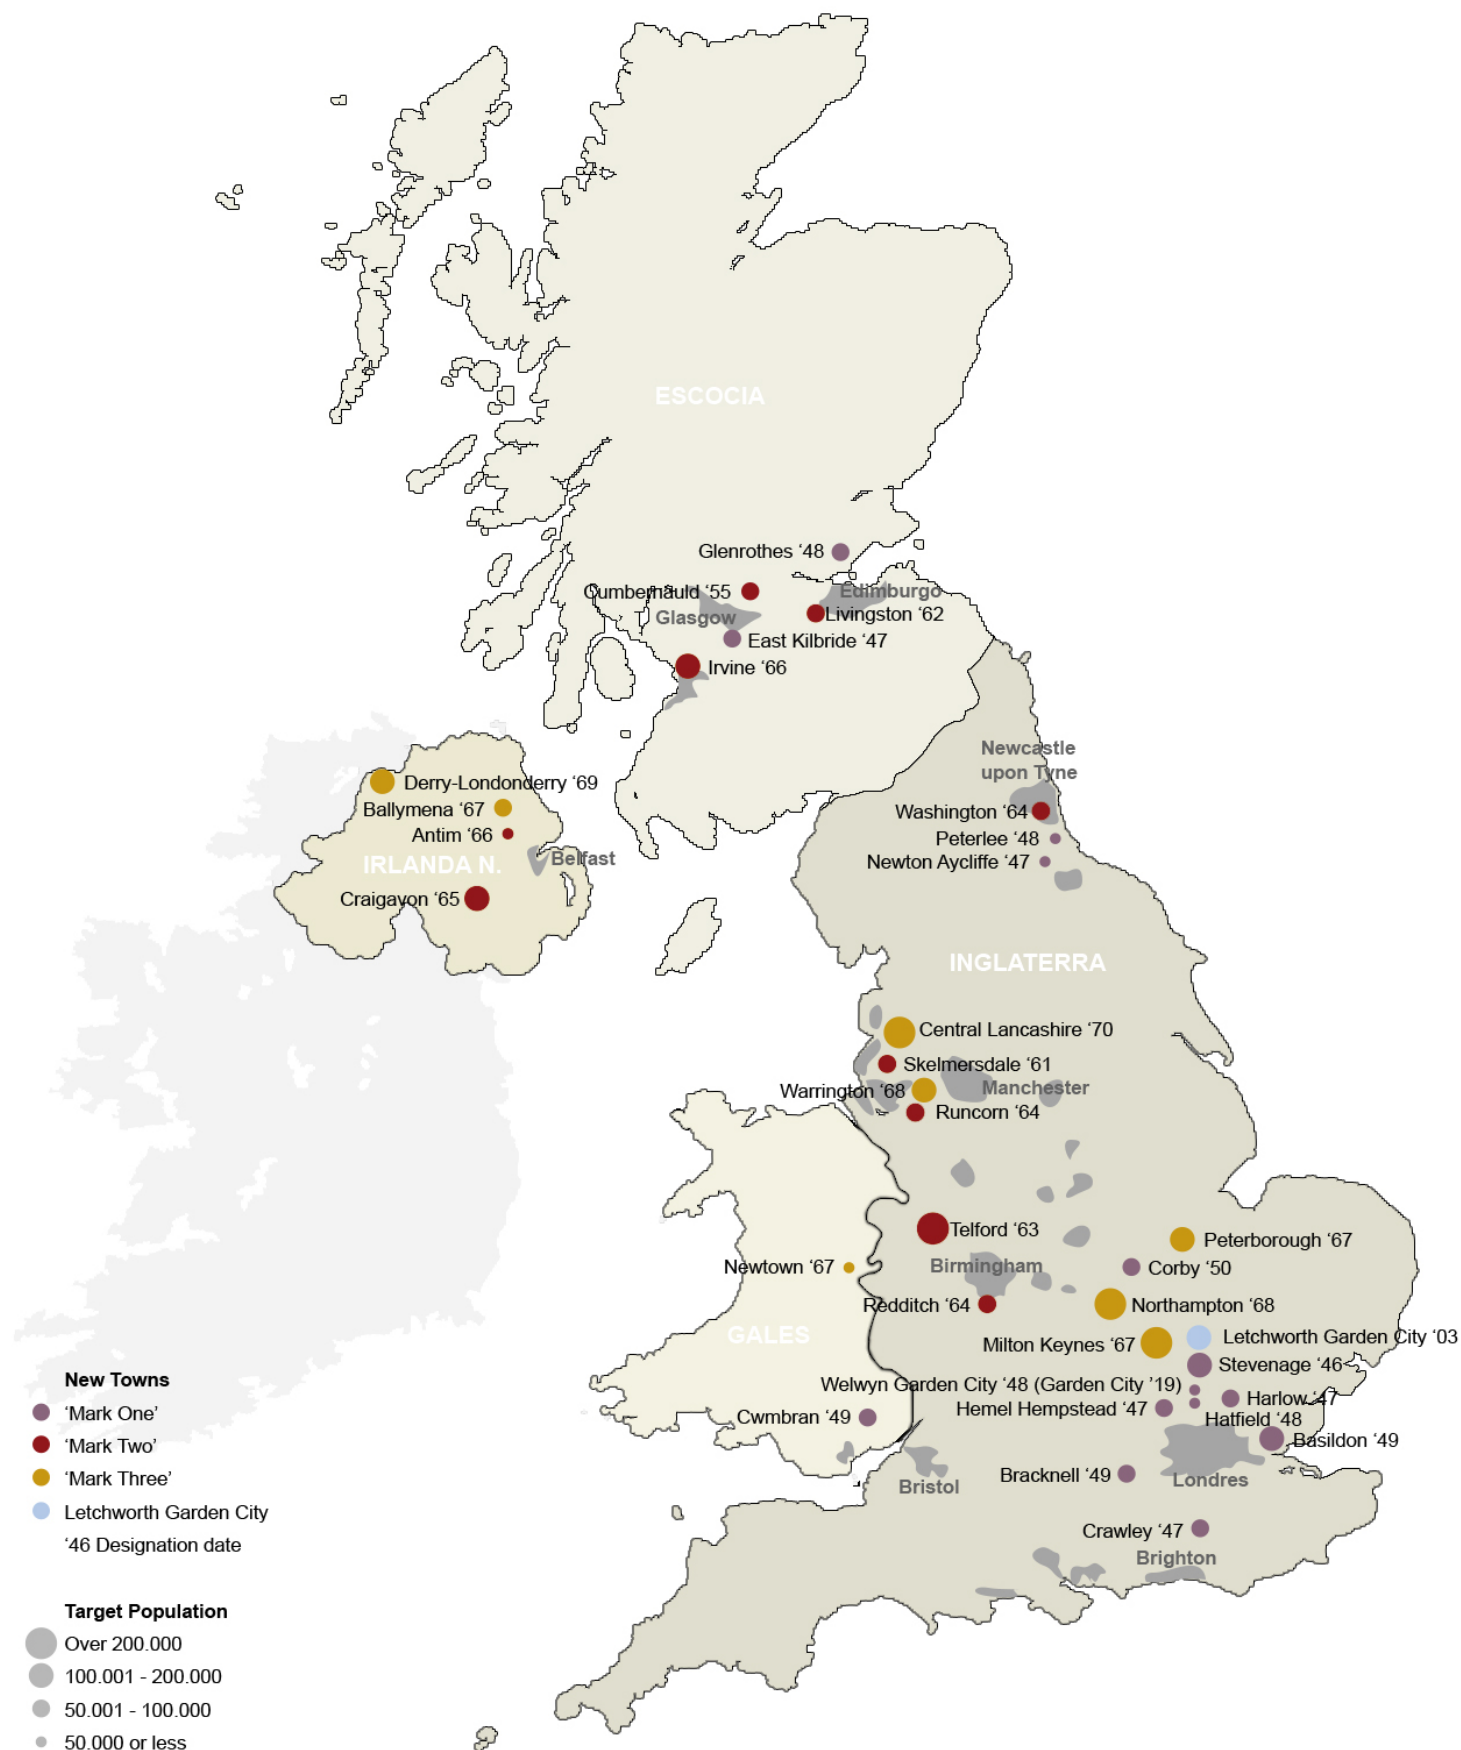 ESCOCIA
Glenrothes ‘48
Cumbernauld ‘55
Edimburgo
Glasgow
Livingston ‘62
East Kilbride ‘47
Irvine ‘66
Newcastle
upon Tyne
Derry-Londonderry ‘69
Ballymena ‘67
Washington ‘64
Antim ‘66
Peterlee ‘48
IRLANDA N.
Belfast
Newton Aycliffe ‘47
Craigavon ‘65
INGLATERRA
Central Lancashire ‘70
Skelmersdale ‘61
Warrington ‘68
Manchester
Runcorn ‘64
Telford ‘63
Peterborough ‘67
Newtown ‘67
Birmingham
Corby ‘50
Redditch ‘64
Northampton ‘68
GALES
Milton Keynes ‘67
Letchworth Garden City ‘03
Stevenage ‘46
Welwyn Garden City ‘48 (Garden City ’19)
Harlow ‘47
Hemel Hempstead ‘47
Cwmbran ‘49
Hatfield ‘48
Basildon ‘49
Bracknell ‘49
Londres
Bristol
Crawley ‘47
Brighton
New Towns
‘Mark One’
‘Mark Two’
‘Mark Three’
Letchworth Garden City
‘46 Designation date
Target Population
Over 200.000
100.001 - 200.000
50.001 - 100.000
50.000 or less